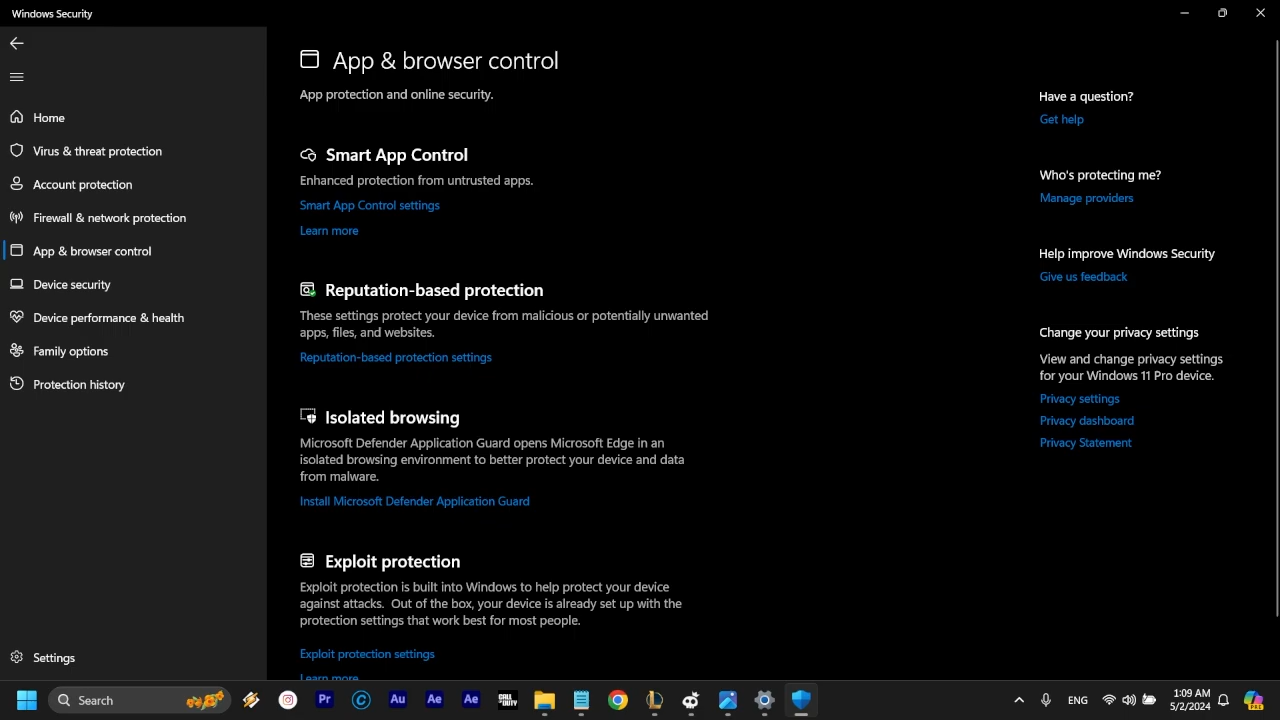 Windows Security
Home
Virus & threat protection
Account protection
Firewall & network protection
App & browser control
Device security
Device performance & health
Family options
Protection history
Settings
App & browser control
App protection and online security.
Smart App Control
Enhanced protection from untrusted apps.
Smart App Control settings
Learn more
Reputation-based protection
These settings protect your device from malicious or potentially unwanted
apps, files, and websites.
Reputation-based protection settings
Isolated browsing
Microsoft Defender Application Guard opens Microsoft Edge in an
isolated browsing environment to better protect your device and data
from malware.
Install Microsoft Defender Application Guard
Exploit protection
Exploit protection is built into Windows to help protect your device
against attacks.  Out of the box, your device is already set up with the
protection settings that work best for most people.
Exploit protection settings
Learn more
Have a question?
Get help
Who's protecting me?
Manage providers
Help improve Windows Security
Give us feedback
Change your privacy settings
View and change privacy settings
for your Windows 11 Pro device.
Privacy settings
Privacy dashboard
Privacy Statement
Search
Pr
Au
Ae
Ae
CALL OF DUTY
ENG
1:09 AM
5/2/2024